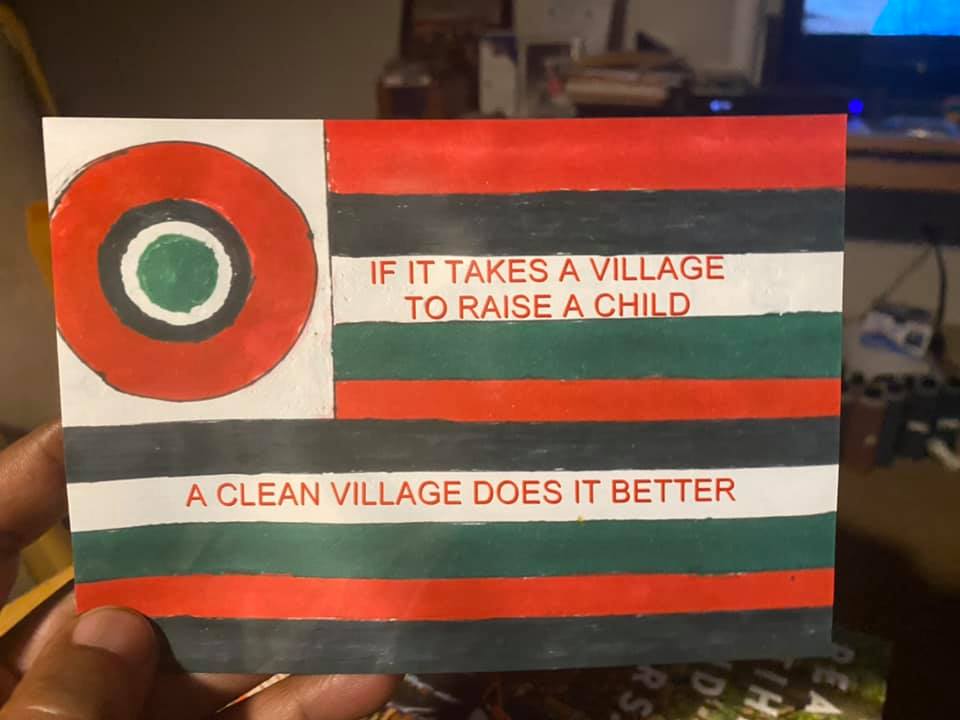 IF IT TAKES A VILLAGE
TO RAISE A CHILD
A CLEAN VILLAGE DOES IT BETTER